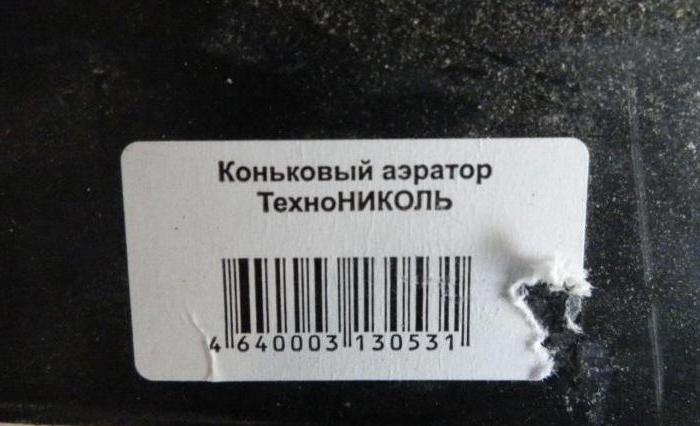 Коньковый аэратор
ТехноНИКОЛЬ
4 640003 130531